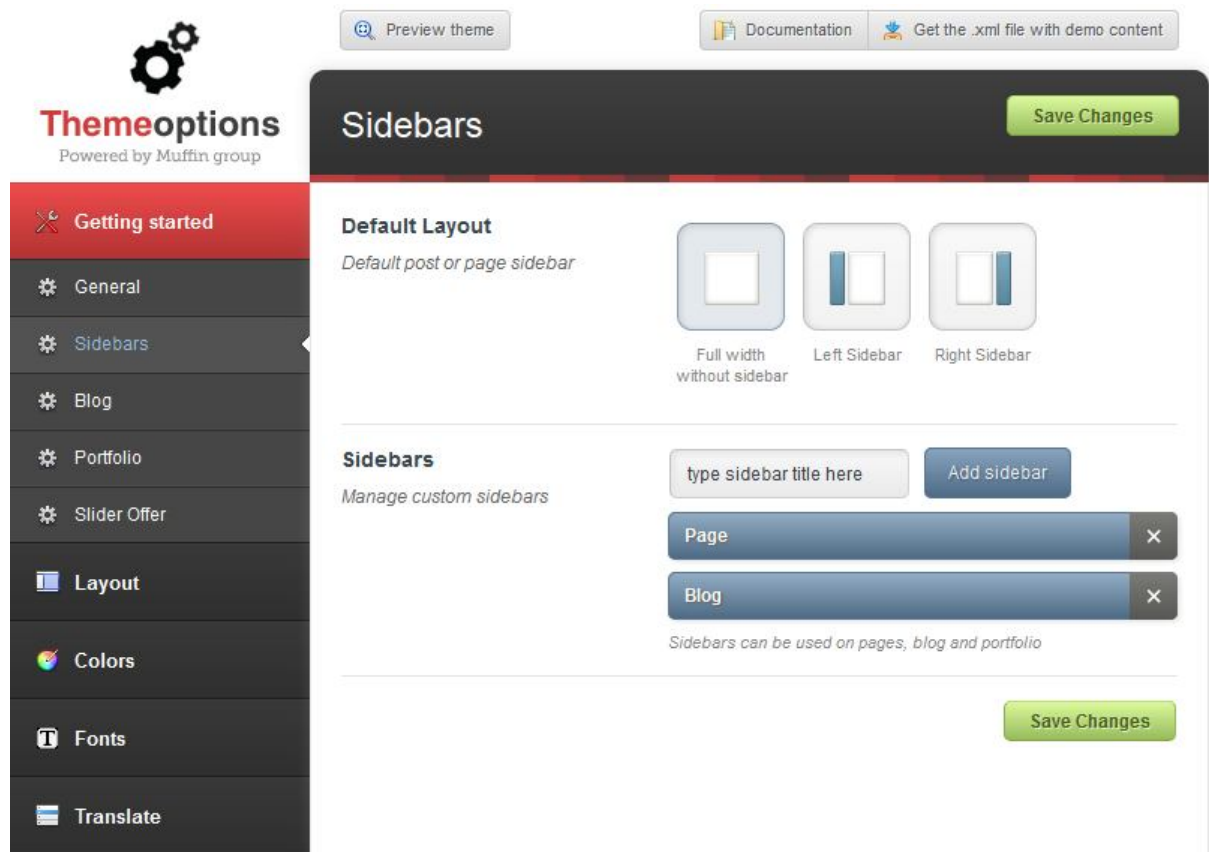 Preview theme
Documentation
Get the .xml file with demo content
Themeoptions
Powered by Muffin group
Sidebars
Save Changes
Getting started
General
Sidebars
Blog
Portfolio
Slider Offer
Layout
Colors
Fonts
Translate
Default Layout
Default post or page sidebar
Full width
without sidebar
Left Sidebar
Right Sidebar
Sidebars
Manage custom sidebars
type sidebar title here
Add sidebar
Page
Blog
Sidebars can be used on pages, blog and portfolio
Save Changes